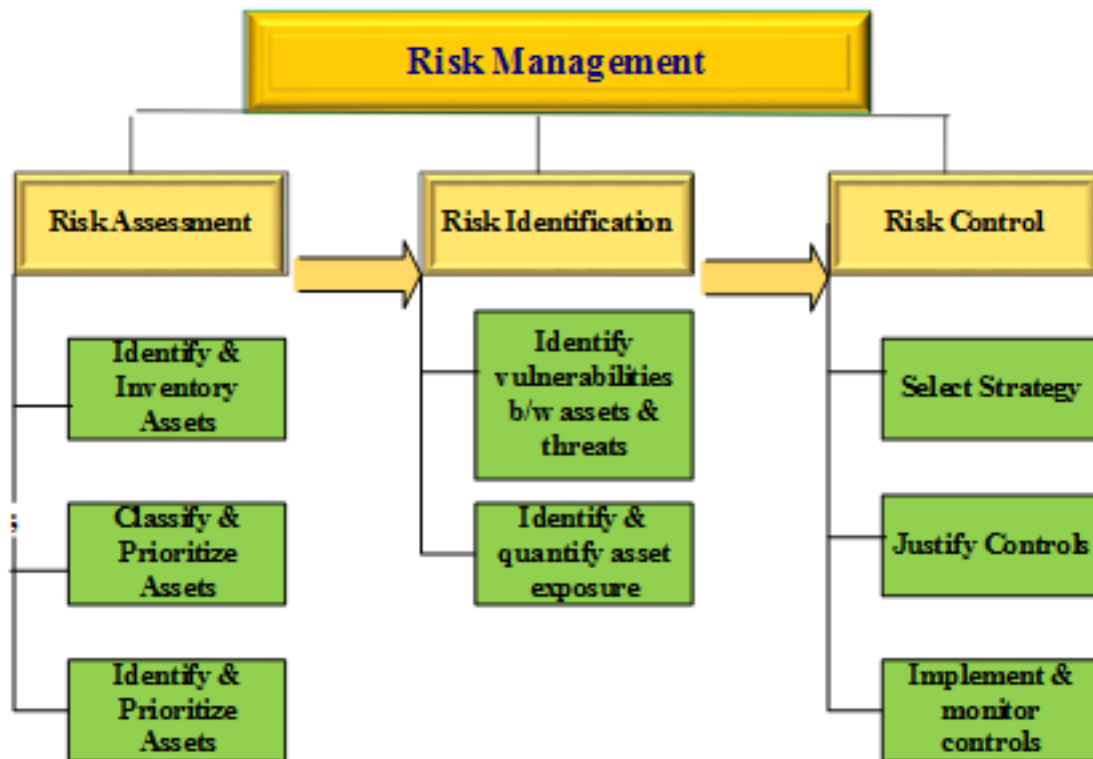 Risk Management
Risk Assessment
Risk Identification
Risk Control
Identify &
Inventory
Assets
Classify &
Prioritize
Assets
Identify &
Prioritize
Assets
Identify
vulnerabilities
b/w assets &
threats
Identify &
quantify asset
exposure
Select Strategy
Justify Controls
Implement &
monitor
controls